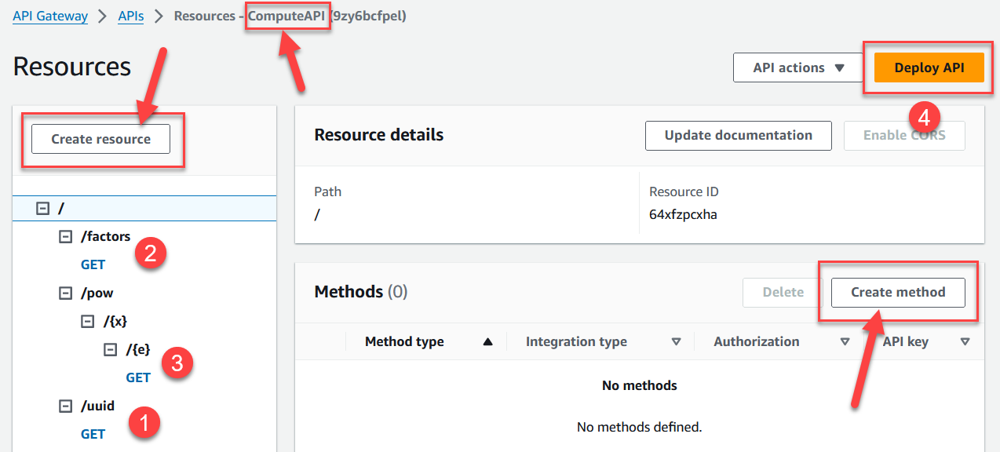 API Gateway > APIs > Resources - ComputeAPI (9zy6bcfpel)
Resources
API actions ▼
Deploy API
4
Create resource
Resource details
Update documentation
Enable CORS
Path
/
Resource ID
64xfzpcxha
/
/factors
2
GET
/pow
/{x}
/{e}
3
GET
/uuid
1
GET
Methods (0)
Delete
Create method
Method type
Integration type
Authorization
API key
No methods
No methods defined.